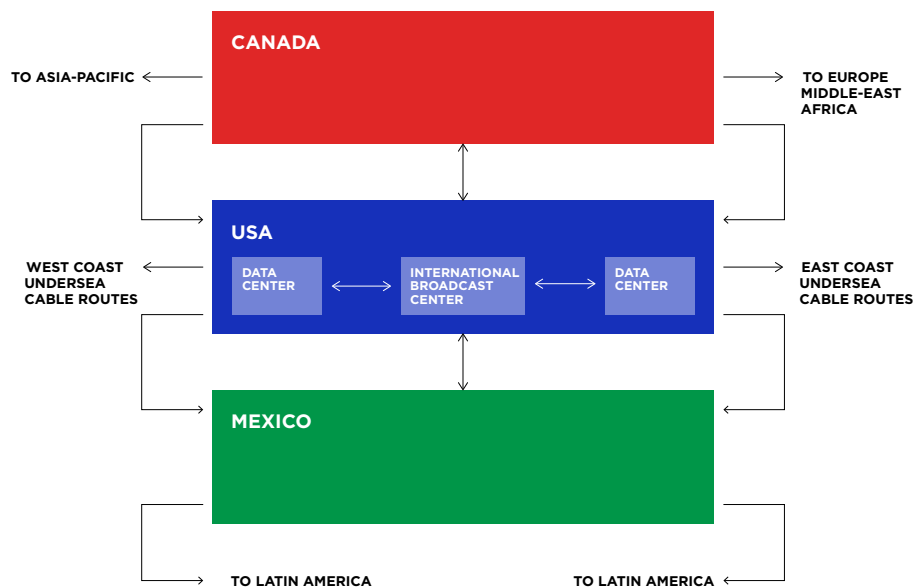 CANADA
TO ASIA-PACIFIC
TO EUROPE
MIDDLE-EAST
AFRICA
USA
WEST COAST
UNDERSEA
CABLE ROUTES
DATA
CENTER
INTERNATIONAL
BROADCAST
CENTER
DATA
CENTER
EAST COAST
UNDERSEA
CABLE ROUTES
MEXICO
TO LATIN AMERICA
TO LATIN AMERICA